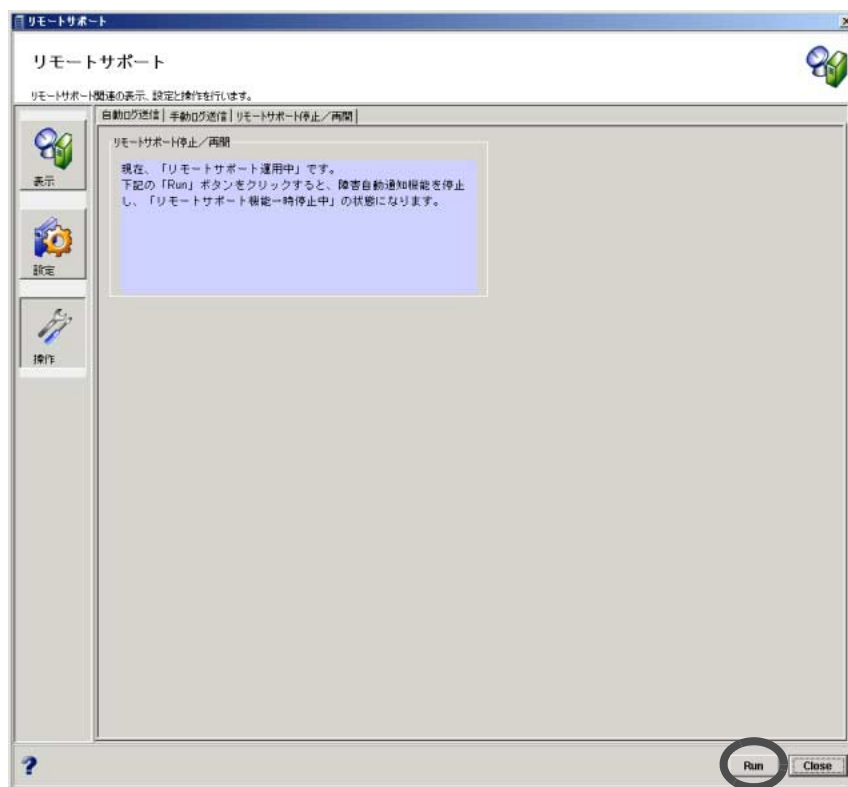 リモートサポート
リモートサポート
リモートサポート関連の表示、設定と操作を行います。
自動ログ送信 手動ログ送信 リモートサポート停止/再開
表示
設定
操作
リモートサポート停止/再開
現在、「リモートサポート運用中」です。
下記の「Run」ボタンをクリックすると、障害自動通知機能を停止
し、「リモートサポート機能一時停止中」の状態になります。
?
Run
Close